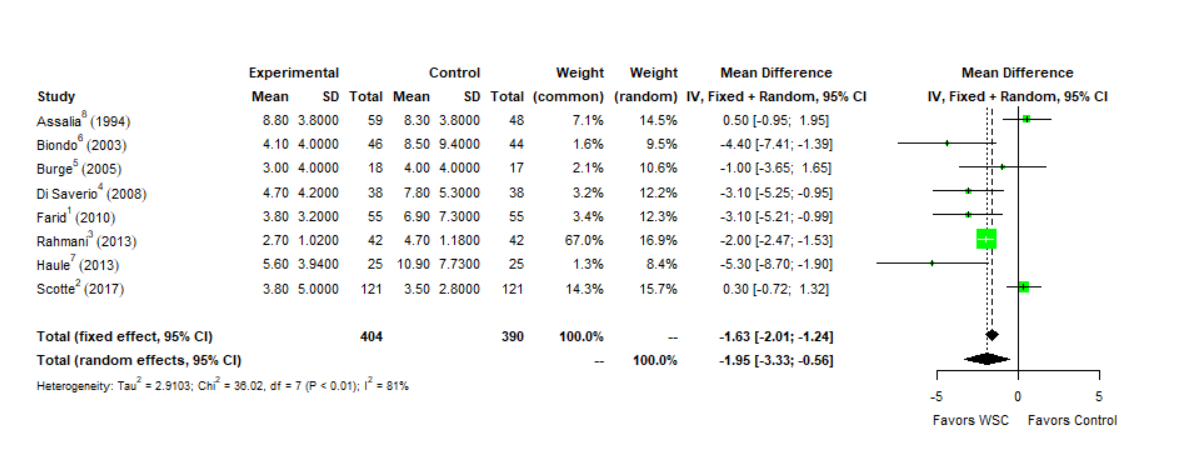 Experimental Control Weight Weight Mean Difference Mean Difference
Study Mean SD Total Mean SD Total (common) (random) IV, Fixed + Random, 95% CI IV, Fixed + Random, 95% CI
Assalia⁸ (1994) 8.80 3.8000 59 8.30 3.8000 48 7.1% 14.5% 0.50 [-0.95; 1.95]
Biondo⁶ (2003) 4.10 4.0000 46 8.50 9.4000 44 1.6% 9.5% -4.40 [-7.41; -1.39]
Burge⁵ (2005) 3.00 4.0000 18 4.00 4.0000 17 2.1% 10.6% -1.00 [-3.65; 1.65]
Di Saverio⁴ (2008) 4.70 4.2000 38 7.80 5.3000 38 3.2% 12.2% -3.10 [-5.25; -0.95]
Farid¹ (2010) 3.80 3.2000 55 6.90 7.3000 55 3.4% 12.3% -3.10 [-5.21; -0.99]
Rahmani³ (2013) 2.70 1.0200 42 4.70 1.1800 42 67.0% 16.9% -2.00 [-2.47; -1.53]
Haule⁷ (2013) 5.60 3.9400 25 10.90 7.7300 25 1.3% 8.4% -5.30 [-8.70; -1.90]
Scotte² (2017) 3.80 5.0000 121 3.50 2.8000 121 14.3% 15.7% 0.30 [-0.72; 1.32]
Total (fixed effect, 95% CI) 404 390 100.0% -- -1.63 [-2.01; -1.24]
Total (random effects, 95% CI) -- 100.0% -1.95 [-3.33; -0.56]
Heterogeneity: Tau² = 2.9103; Chi² = 36.02, df = 7 (P < 0.01); I² = 81%
-5 0 5
Favors WSC Favors Control